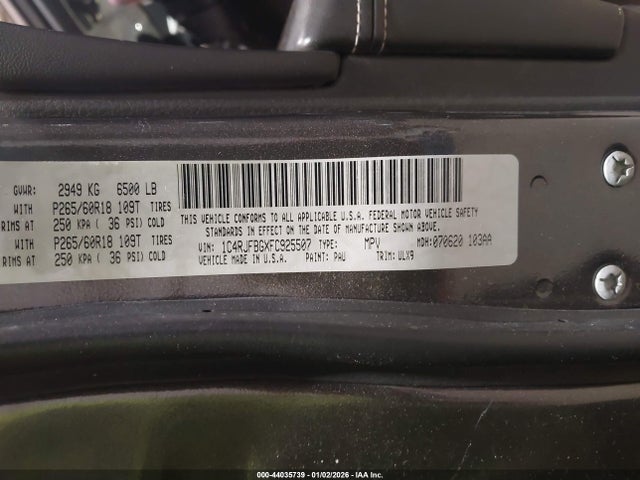 GVWR: 2949 KG 6500 LB
WITH P265/60R18 109T TIRES
RIMS AT 250 KPA ( 36 PSI) COLD
WITH P265/60R18 109T TIRES
RIMS AT 250 KPA ( 36 PSI) COLD
THIS VEHICLE CONFORMS TO ALL APPLICABLE U.S.A. FEDERAL MOTOR VEHICLE SAFETY
STANDARDS IN EFFECT ON THE DATE OF MANUFACTURE SHOWN ABOVE.
VIN: 1C4RJFBGXFC925507 TYPE: MPV MDH: 070620 103AA
VEHICLE MADE IN U.S.A. PAINT: PAU TRIM: ULX9
000-44035739 - 01/02/2026 - IAA Inc.